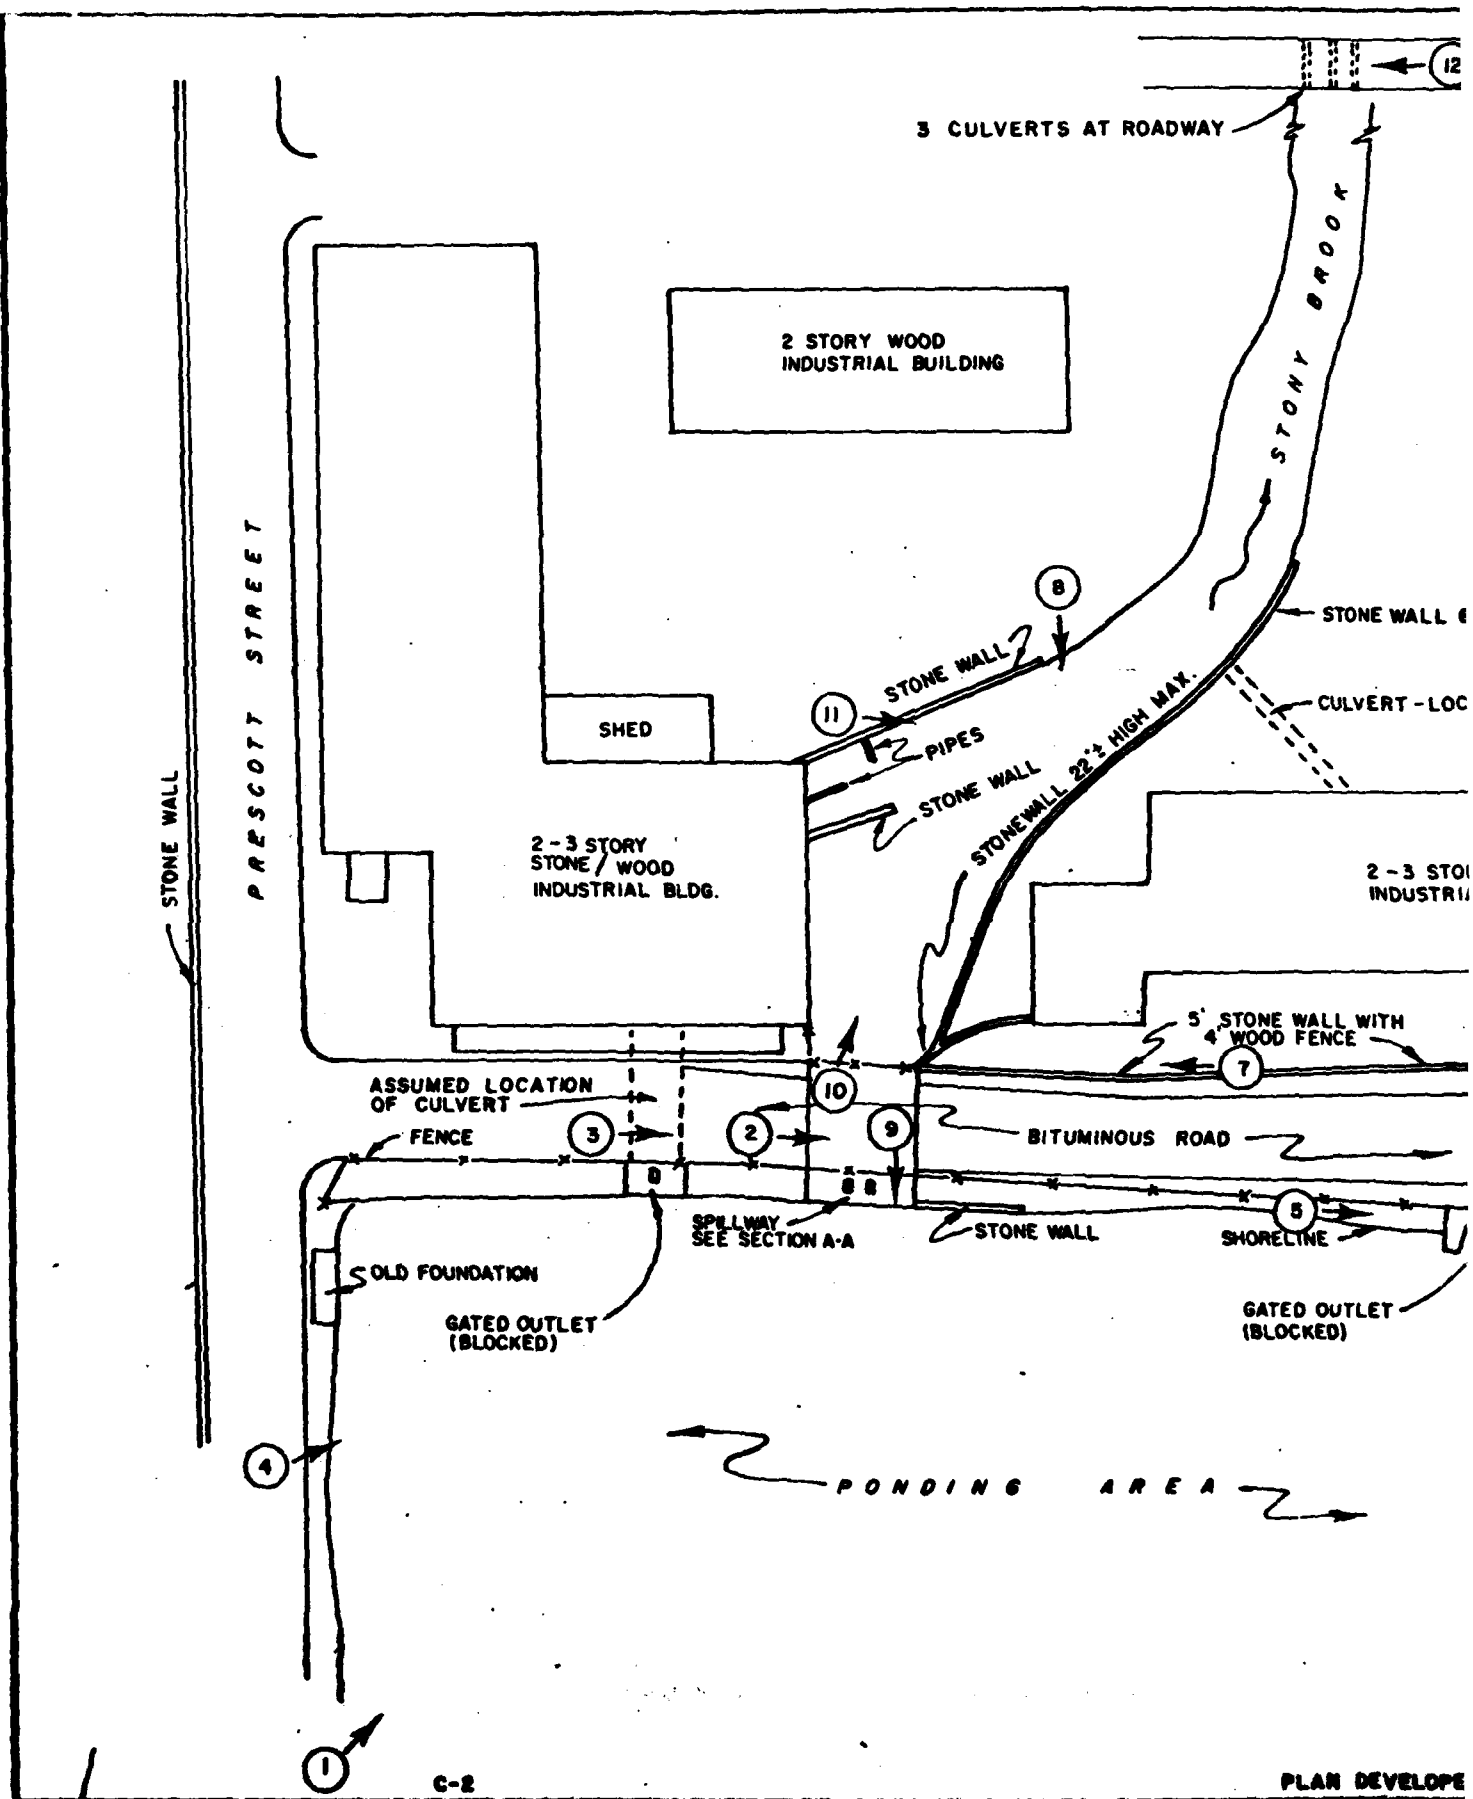 12
3 CULVERTS AT ROADWAY
STONY BROOK
2 STORY WOOD
INDUSTRIAL BUILDING
PRESCOTT STREET
8
STONE WALL
STONE WALL
11
PIPES
STONE WALL
STONEWALL 22'± HIGH MAX.
CULVERT - LOC
SHED
STONE WALL
2 - 3 STORY
STONE / WOOD
INDUSTRIAL BLDG.
2 - 3 STO
INDUSTRI
5' STONE WALL WITH
4' WOOD FENCE
7
10
ASSUMED LOCATION
OF CULVERT
3
2
9
FENCE
BITUMINOUS ROAD
SPILLWAY
SEE SECTION A-A
STONE WALL
5
SHORELINE
OLD FOUNDATION
GATED OUTLET
(BLOCKED)
GATED OUTLET
(BLOCKED)
4
PONDING AREA
1
C-2
PLAN DEVELOPE